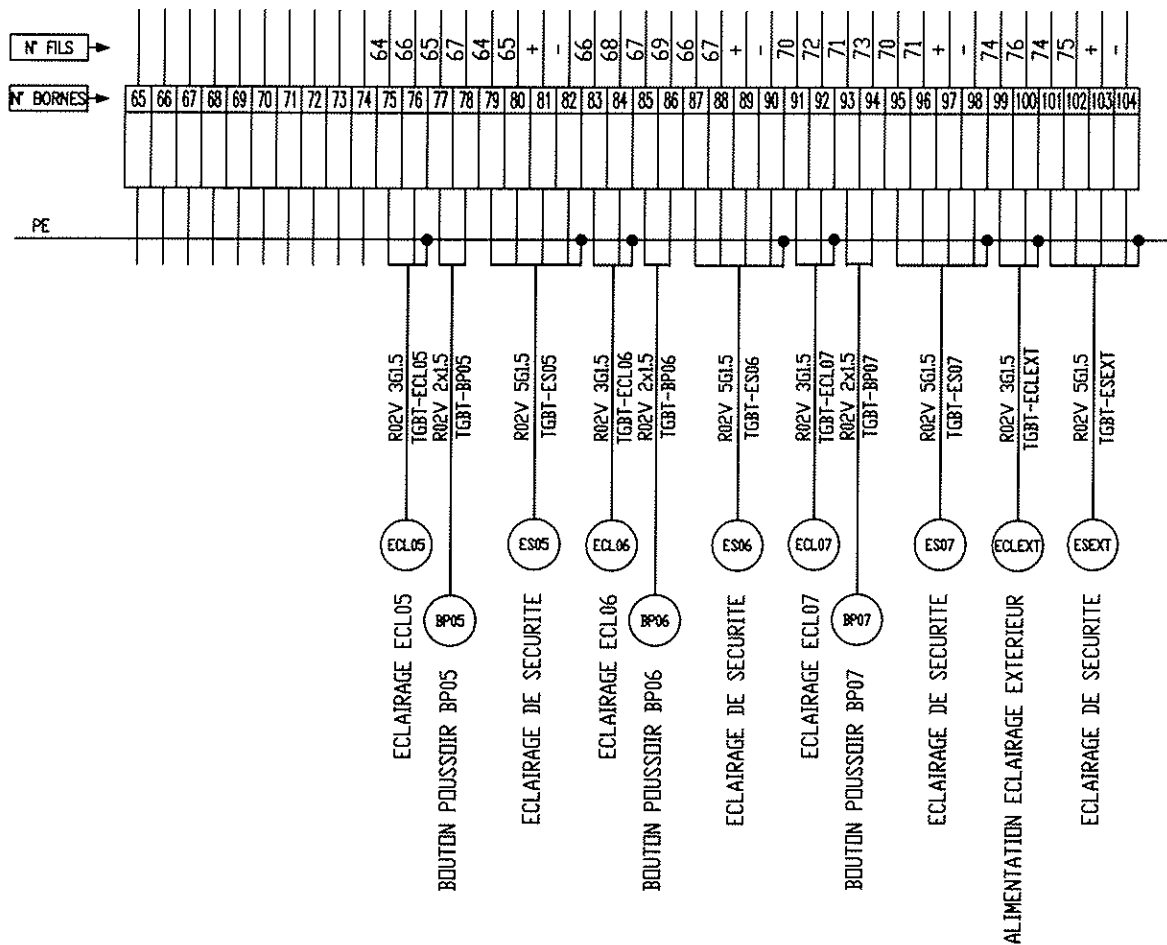 N° FILS 64 66 65 67 64 65 + - 66 68 67 69 66 67 + - 70 72 71 73 70 71 + - 74 76 74 75 + -
N° BORNES 65 66 67 68 69 70 71 72 73 74 75 76 77 78 79 80 81 82 83 84 85 86 87 88 89 90 91 92 93 94 95 96 97 98 99 100 101 102 103 104
PE
R02V 3G1.5
TGBT-ECL05
R02V 2x1.5
TGBT-BP05
R02V 5G1.5
TGBT-ES05
R02V 3G1.5
TGBT-ECL06
R02V 2x1.5
TGBT-BP06
R02V 5G1.5
TGBT-ES06
R02V 3G1.5
TGBT-ECL07
R02V 2x1.5
TGBT-BP07
R02V 5G1.5
TGBT-ES07
R02V 3G1.5
TGBT-ECLEXT
R02V 5G1.5
TGBT-ESEXT
ECL05
ES05
ECL06
ES06
ECL07
ES07
ECLEXT
ESEXT
BP05
BP06
BP07
ECLAIRAGE ECL05
BOUTON POUSSOIR BP05
ECLAIRAGE DE SECURITE
ECLAIRAGE ECL06
BOUTON POUSSOIR BP06
ECLAIRAGE DE SECURITE
ECLAIRAGE ECL07
BOUTON POUSSOIR BP07
ECLAIRAGE DE SECURITE
ALIMENTATION ECLAIRAGE EXTERIEUR
ECLAIRAGE DE SECURITE